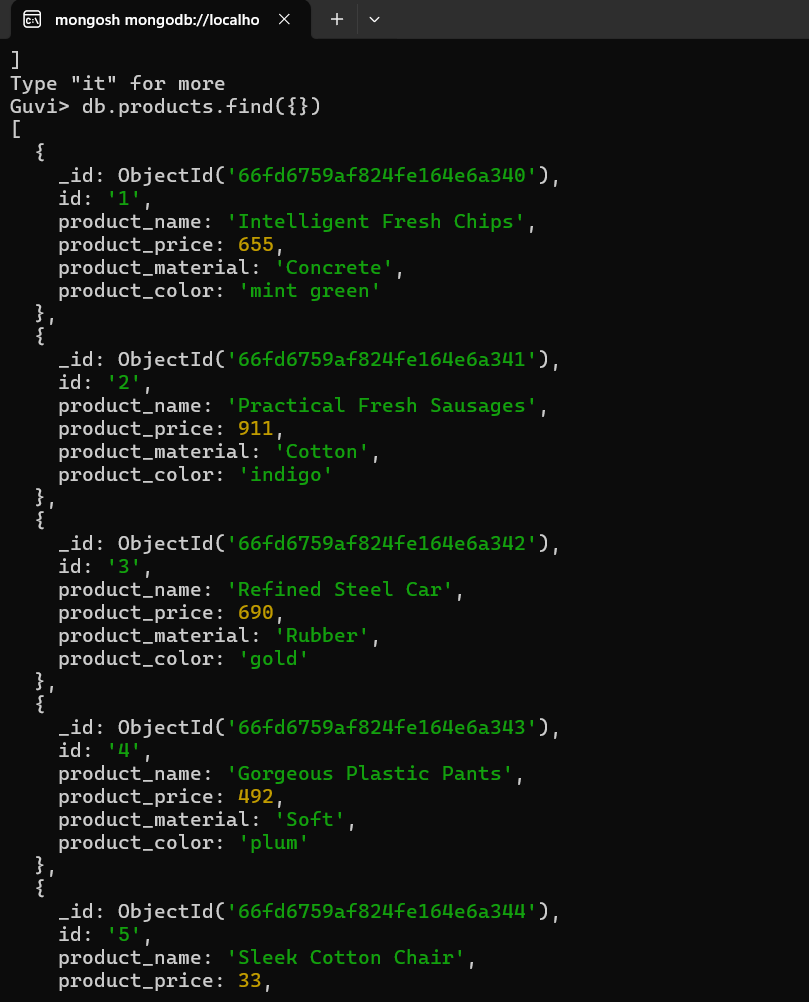 mongosh mongodb://localho
]
Type "it" for more
Guvi> db.products.find({})
[
  {
    _id: ObjectId('66fd6759af824fe164e6a340'),
    id: '1',
    product_name: 'Intelligent Fresh Chips',
    product_price: 655,
    product_material: 'Concrete',
    product_color: 'mint green'
  },
  {
    _id: ObjectId('66fd6759af824fe164e6a341'),
    id: '2',
    product_name: 'Practical Fresh Sausages',
    product_price: 911,
    product_material: 'Cotton',
    product_color: 'indigo'
  },
  {
    _id: ObjectId('66fd6759af824fe164e6a342'),
    id: '3',
    product_name: 'Refined Steel Car',
    product_price: 690,
    product_material: 'Rubber',
    product_color: 'gold'
  },
  {
    _id: ObjectId('66fd6759af824fe164e6a343'),
    id: '4',
    product_name: 'Gorgeous Plastic Pants',
    product_price: 492,
    product_material: 'Soft',
    product_color: 'plum'
  },
  {
    _id: ObjectId('66fd6759af824fe164e6a344'),
    id: '5',
    product_name: 'Sleek Cotton Chair',
    product_price: 33,